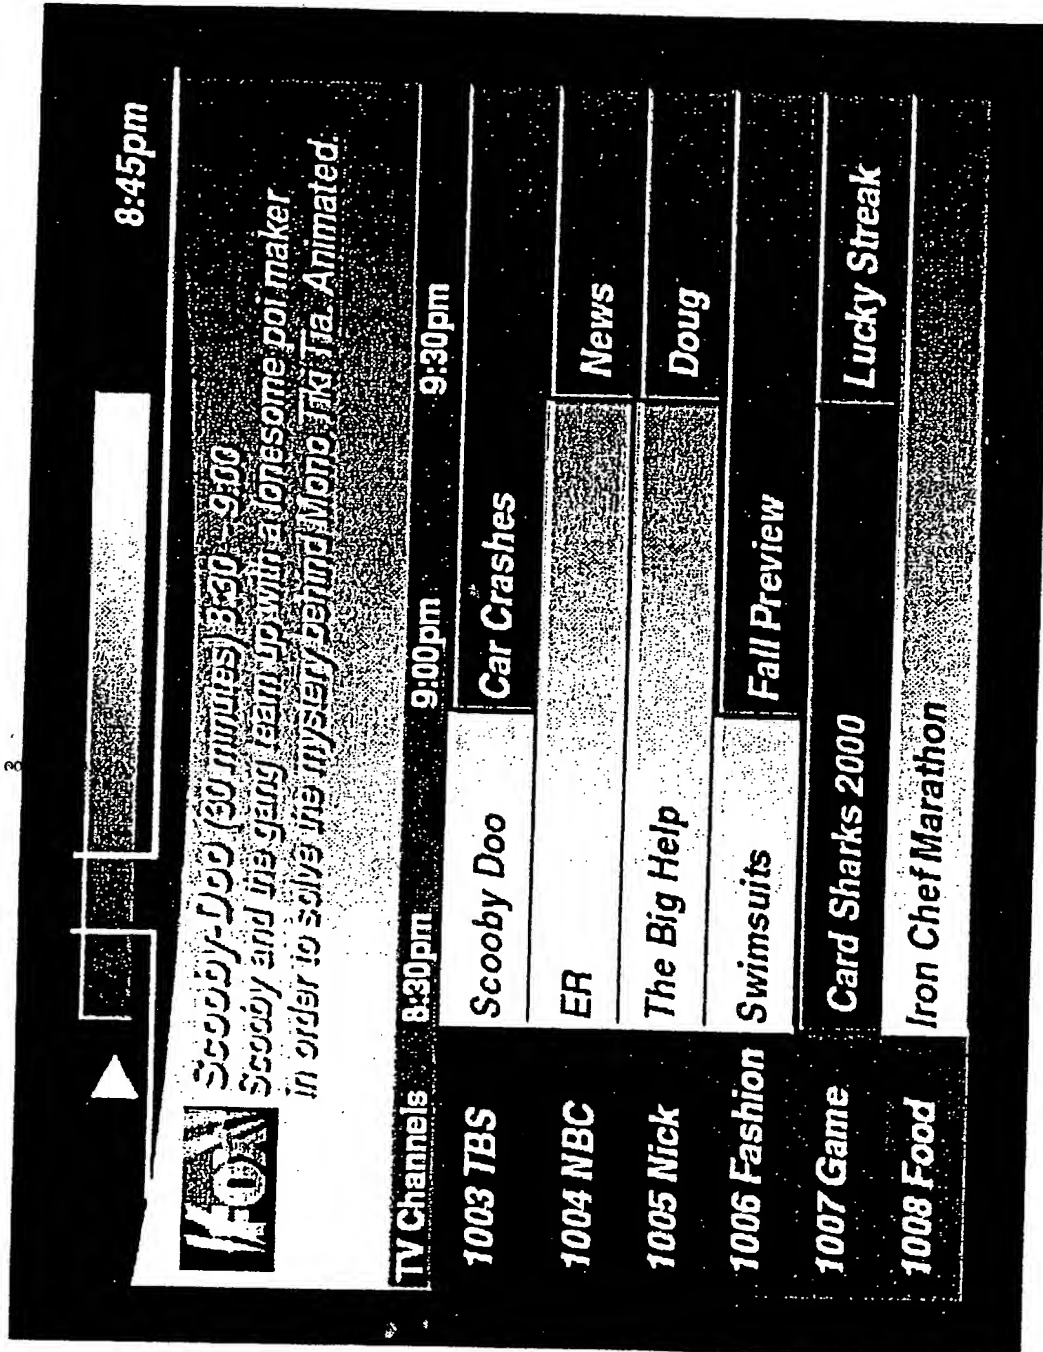 8:45pm
FOX
Scooby-Doo (30 minutes) 8:30 - 9:00
Scooby and the gang team up with a lonesome poi maker
in order to solve the mystery behind Mono Tiki Tia. Animated.
TV Channels 8:30pm 9:00pm 9:30pm
1003 TBS Scooby Doo Car Crashes
1004 NBC ER News
1005 Nick The Big Help Doug
1006 Fashion Swimsuits Fall Preview
1007 Game Card Sharks 2000 Lucky Streak
1008 Food Iron Chef Marathon